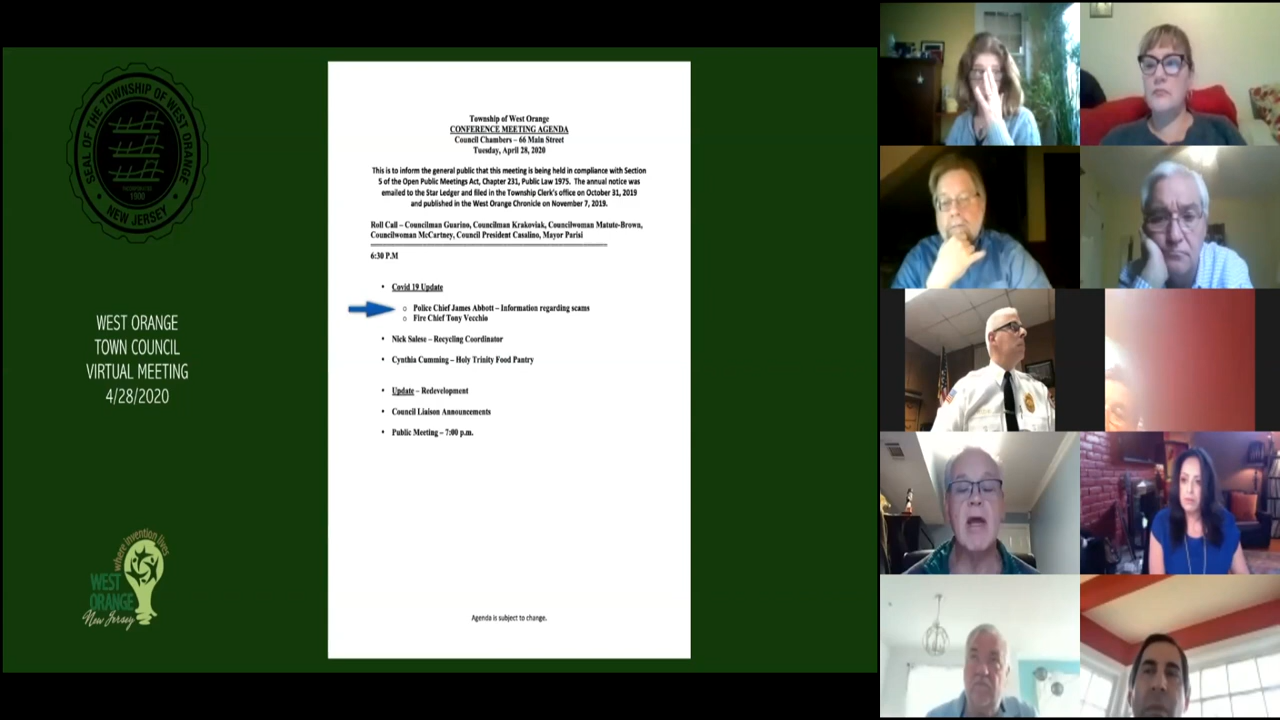 SEAL OF THE TOWNSHIP OF WEST ORANGE
INCORPORATED
1900
NEW JERSEY
WEST ORANGE
TOWN COUNCIL
VIRTUAL MEETING
4/28/2020
where invention lives
WEST
ORANGE
New Jersey
Township of West Orange
CONFERENCE MEETING AGENDA
Council Chambers – 66 Main Street
Tuesday, April 28, 2020
This is to inform the general public that this meeting is being held in compliance with Section
5 of the Open Public Meetings Act, Chapter 231, Public Law 1975. The annual notice was
emailed to the Star Ledger and filed in the Township Clerk's office on October 31, 2019
and published in the West Orange Chronicle on November 7, 2019.
Roll Call – Councilman Guarino, Councilman Krakoviak, Councilwoman Matute-Brown,
Councilwoman McCartney, Council President Casalino, Mayor Parisi
6:30 P.M
• Covid 19 Update
o Police Chief James Abbott – Information regarding scams
o Fire Chief Tony Vecchio
• Nick Salese – Recycling Coordinator
• Cynthia Cumming – Holy Trinity Food Pantry
• Update – Redevelopment
• Council Liaison Announcements
• Public Meeting – 7:00 p.m.
Agenda is subject to change.